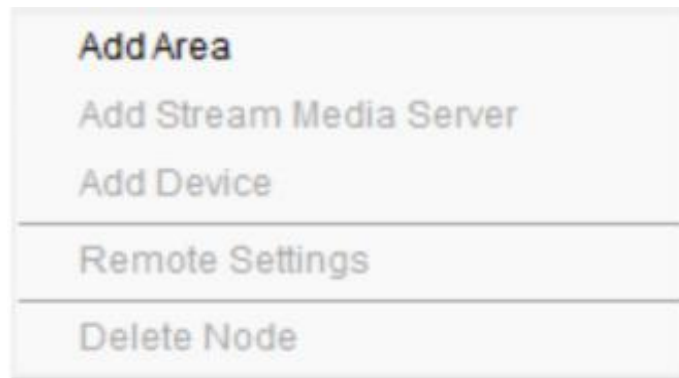 Add Area
Add Stream Media Server
Add Device
Remote Settings
Delete Node